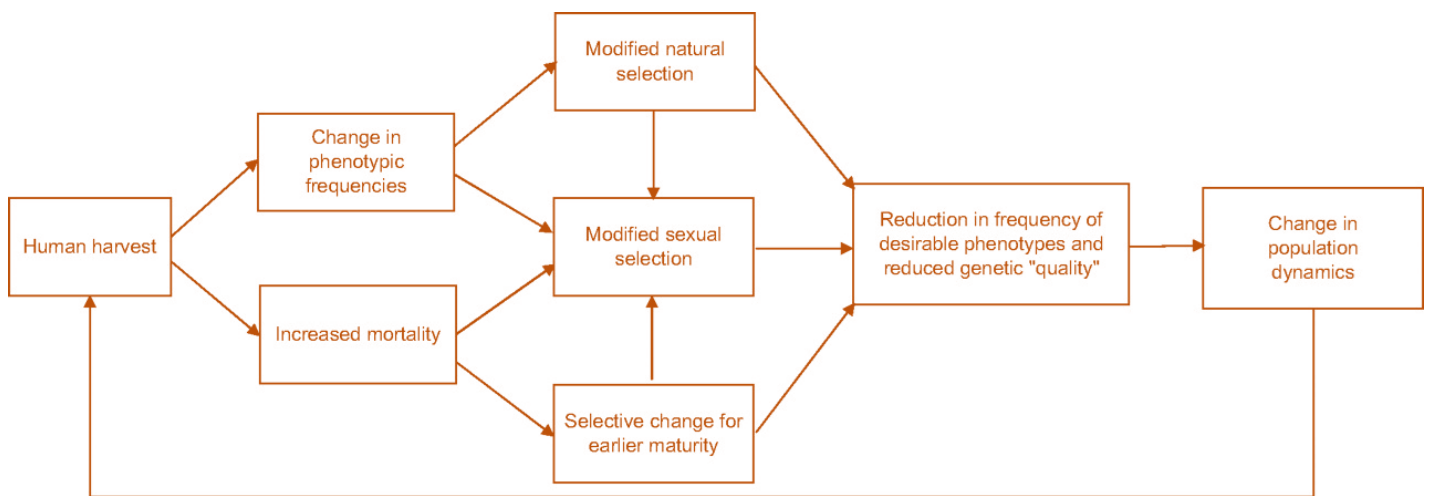 Modified natural
selection
Change in
phenotypic
frequencies
Human harvest
Modified sexual
selection
Reduction in frequency of
desirable phenotypes and
reduced genetic "quality"
Change in
population
dynamics
Increased mortality
Selective change for
earlier maturity